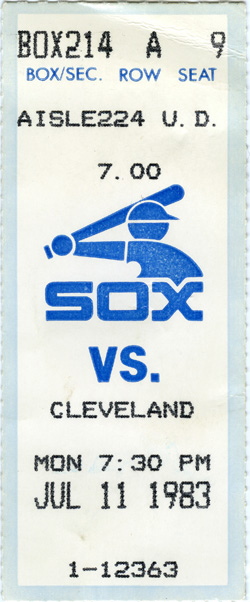 BOX214 A 9
BOX/SEC. ROW SEAT
AISLE224 U.D.
7.00
SOX
VS.
CLEVELAND
MON 7:30 PM
JUL 11 1983
1-12363